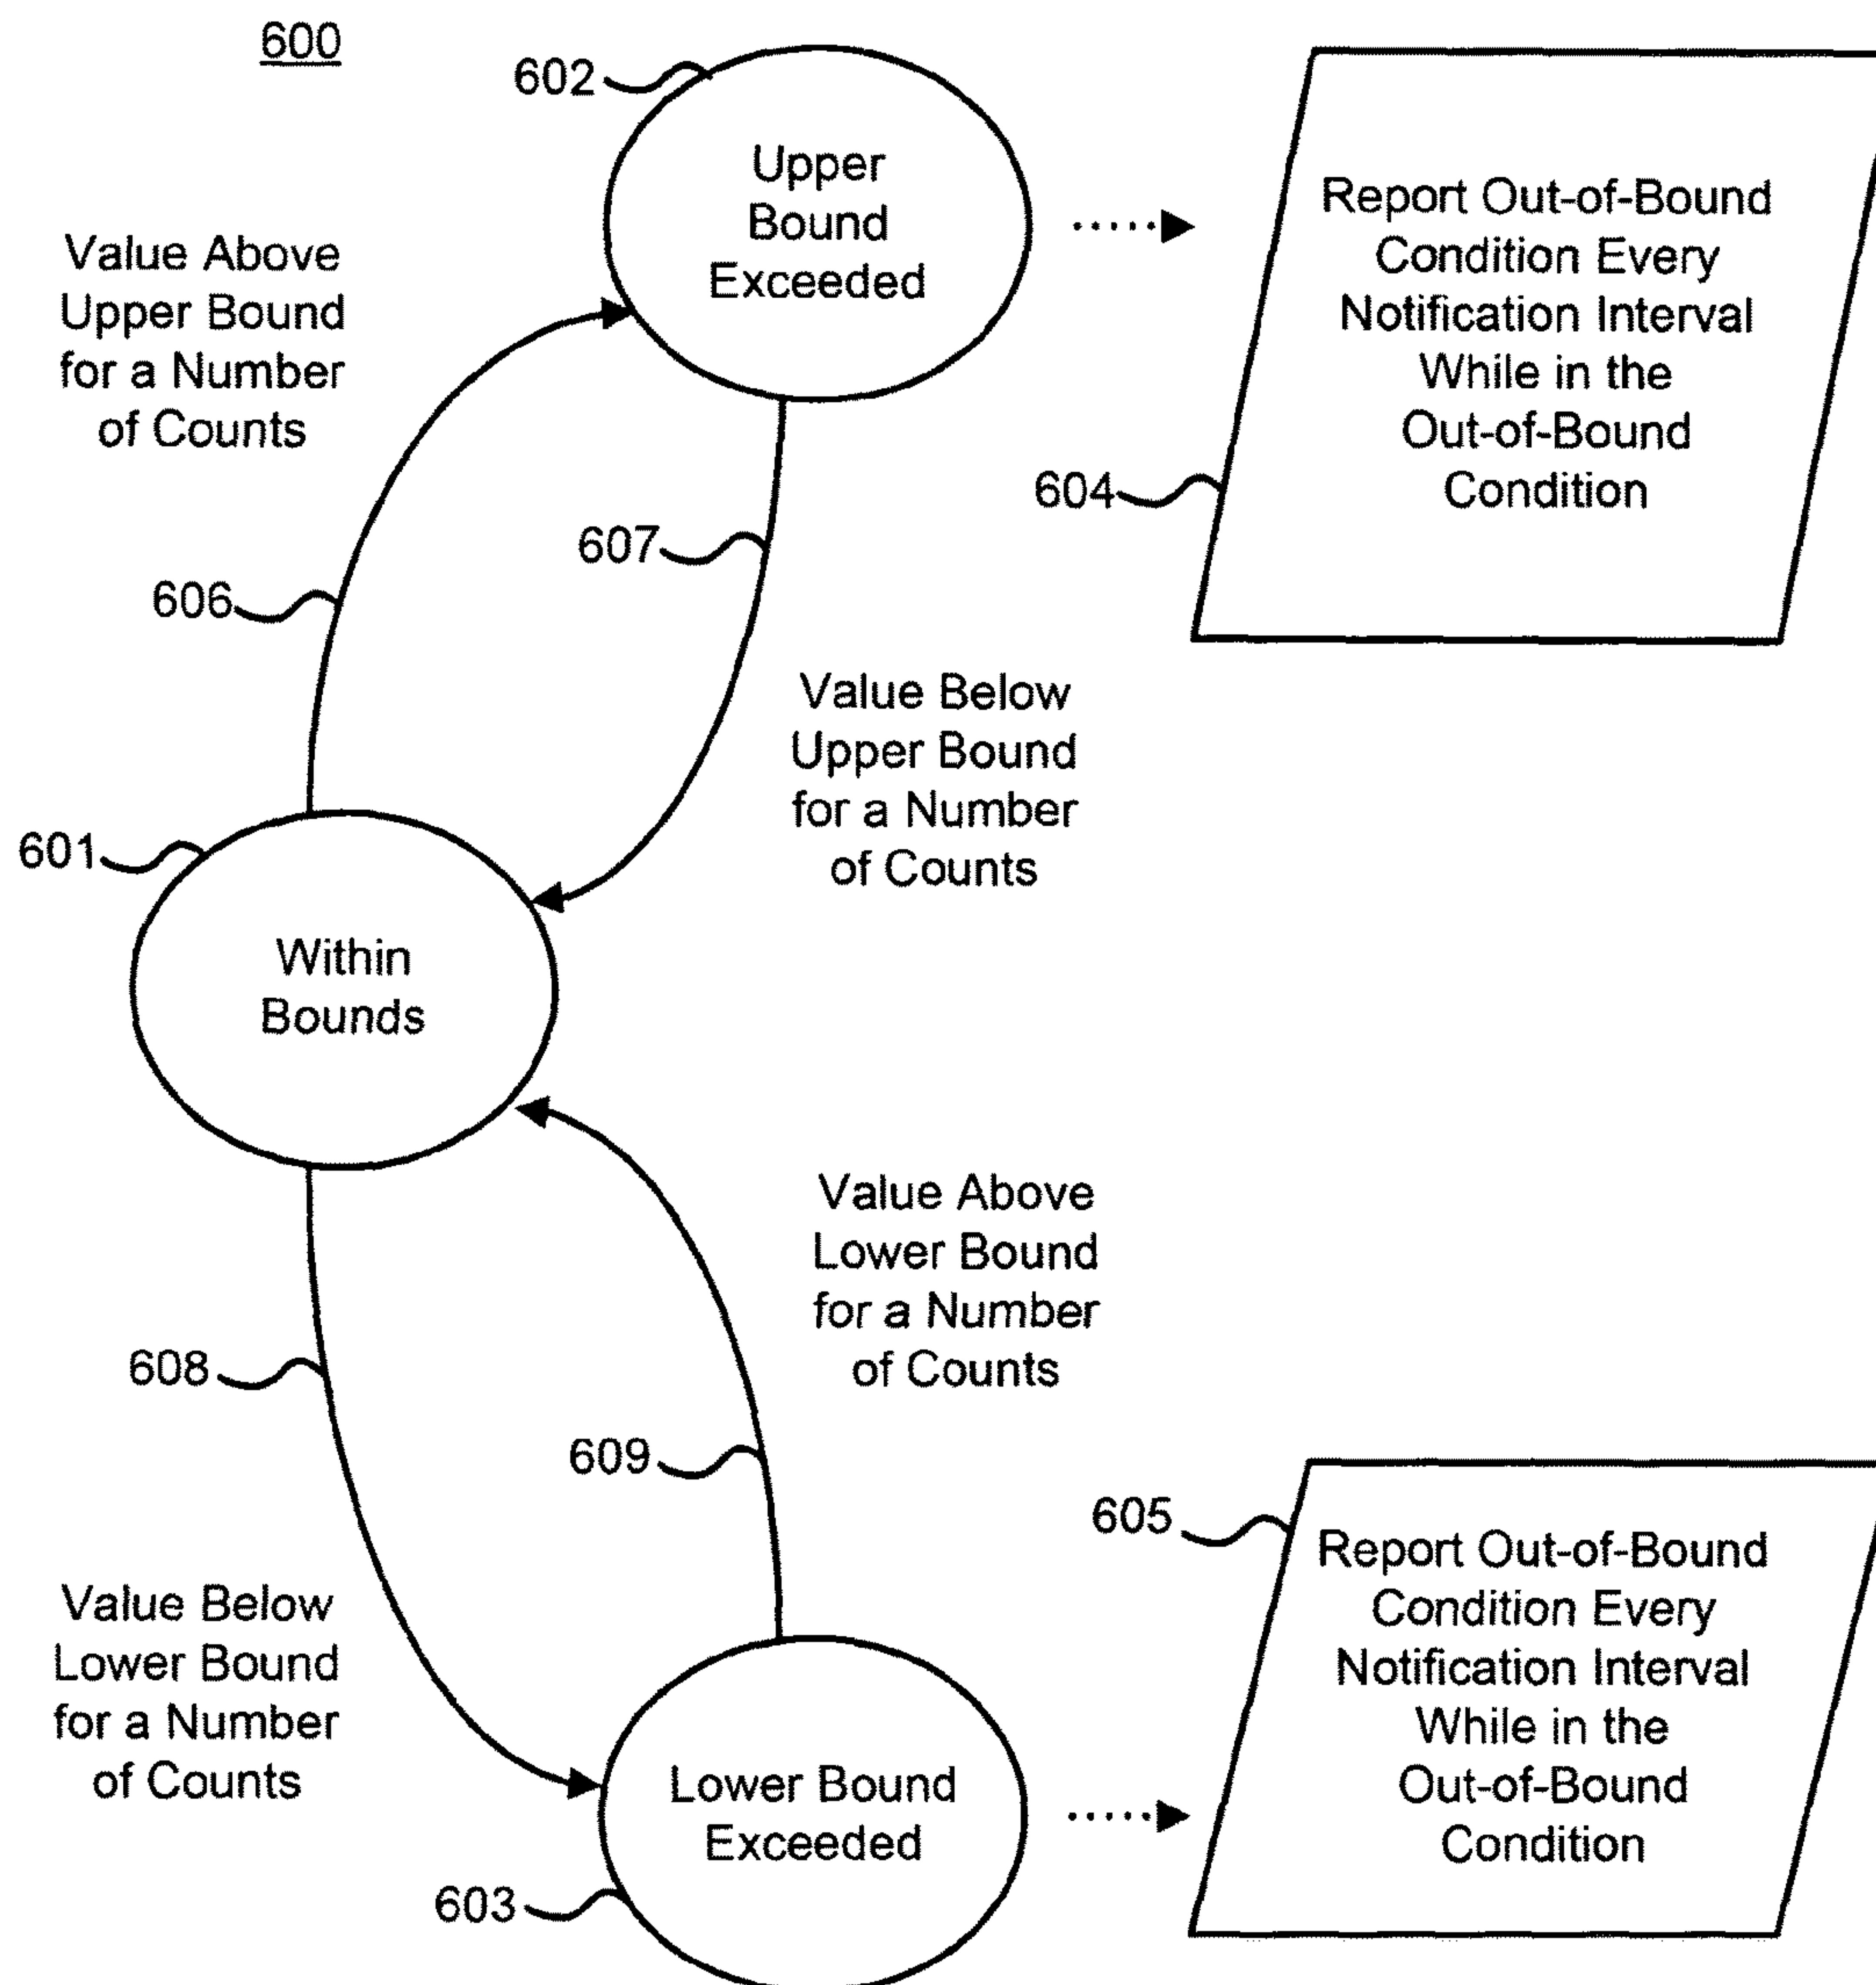 600
602
Upper
Bound
Exceeded
Report Out-of-Bound
Condition Every
Notification Interval
While in the
Out-of-Bound
Condition
604
Value Above
Upper Bound
for a Number
of Counts
606
607
Value Below
Upper Bound
for a Number
of Counts
601
Within
Bounds
Value Above
Lower Bound
for a Number
of Counts
608
609
Value Below
Lower Bound
for a Number
of Counts
605
Report Out-of-Bound
Condition Every
Notification Interval
While in the
Out-of-Bound
Condition
Lower Bound
Exceeded
603